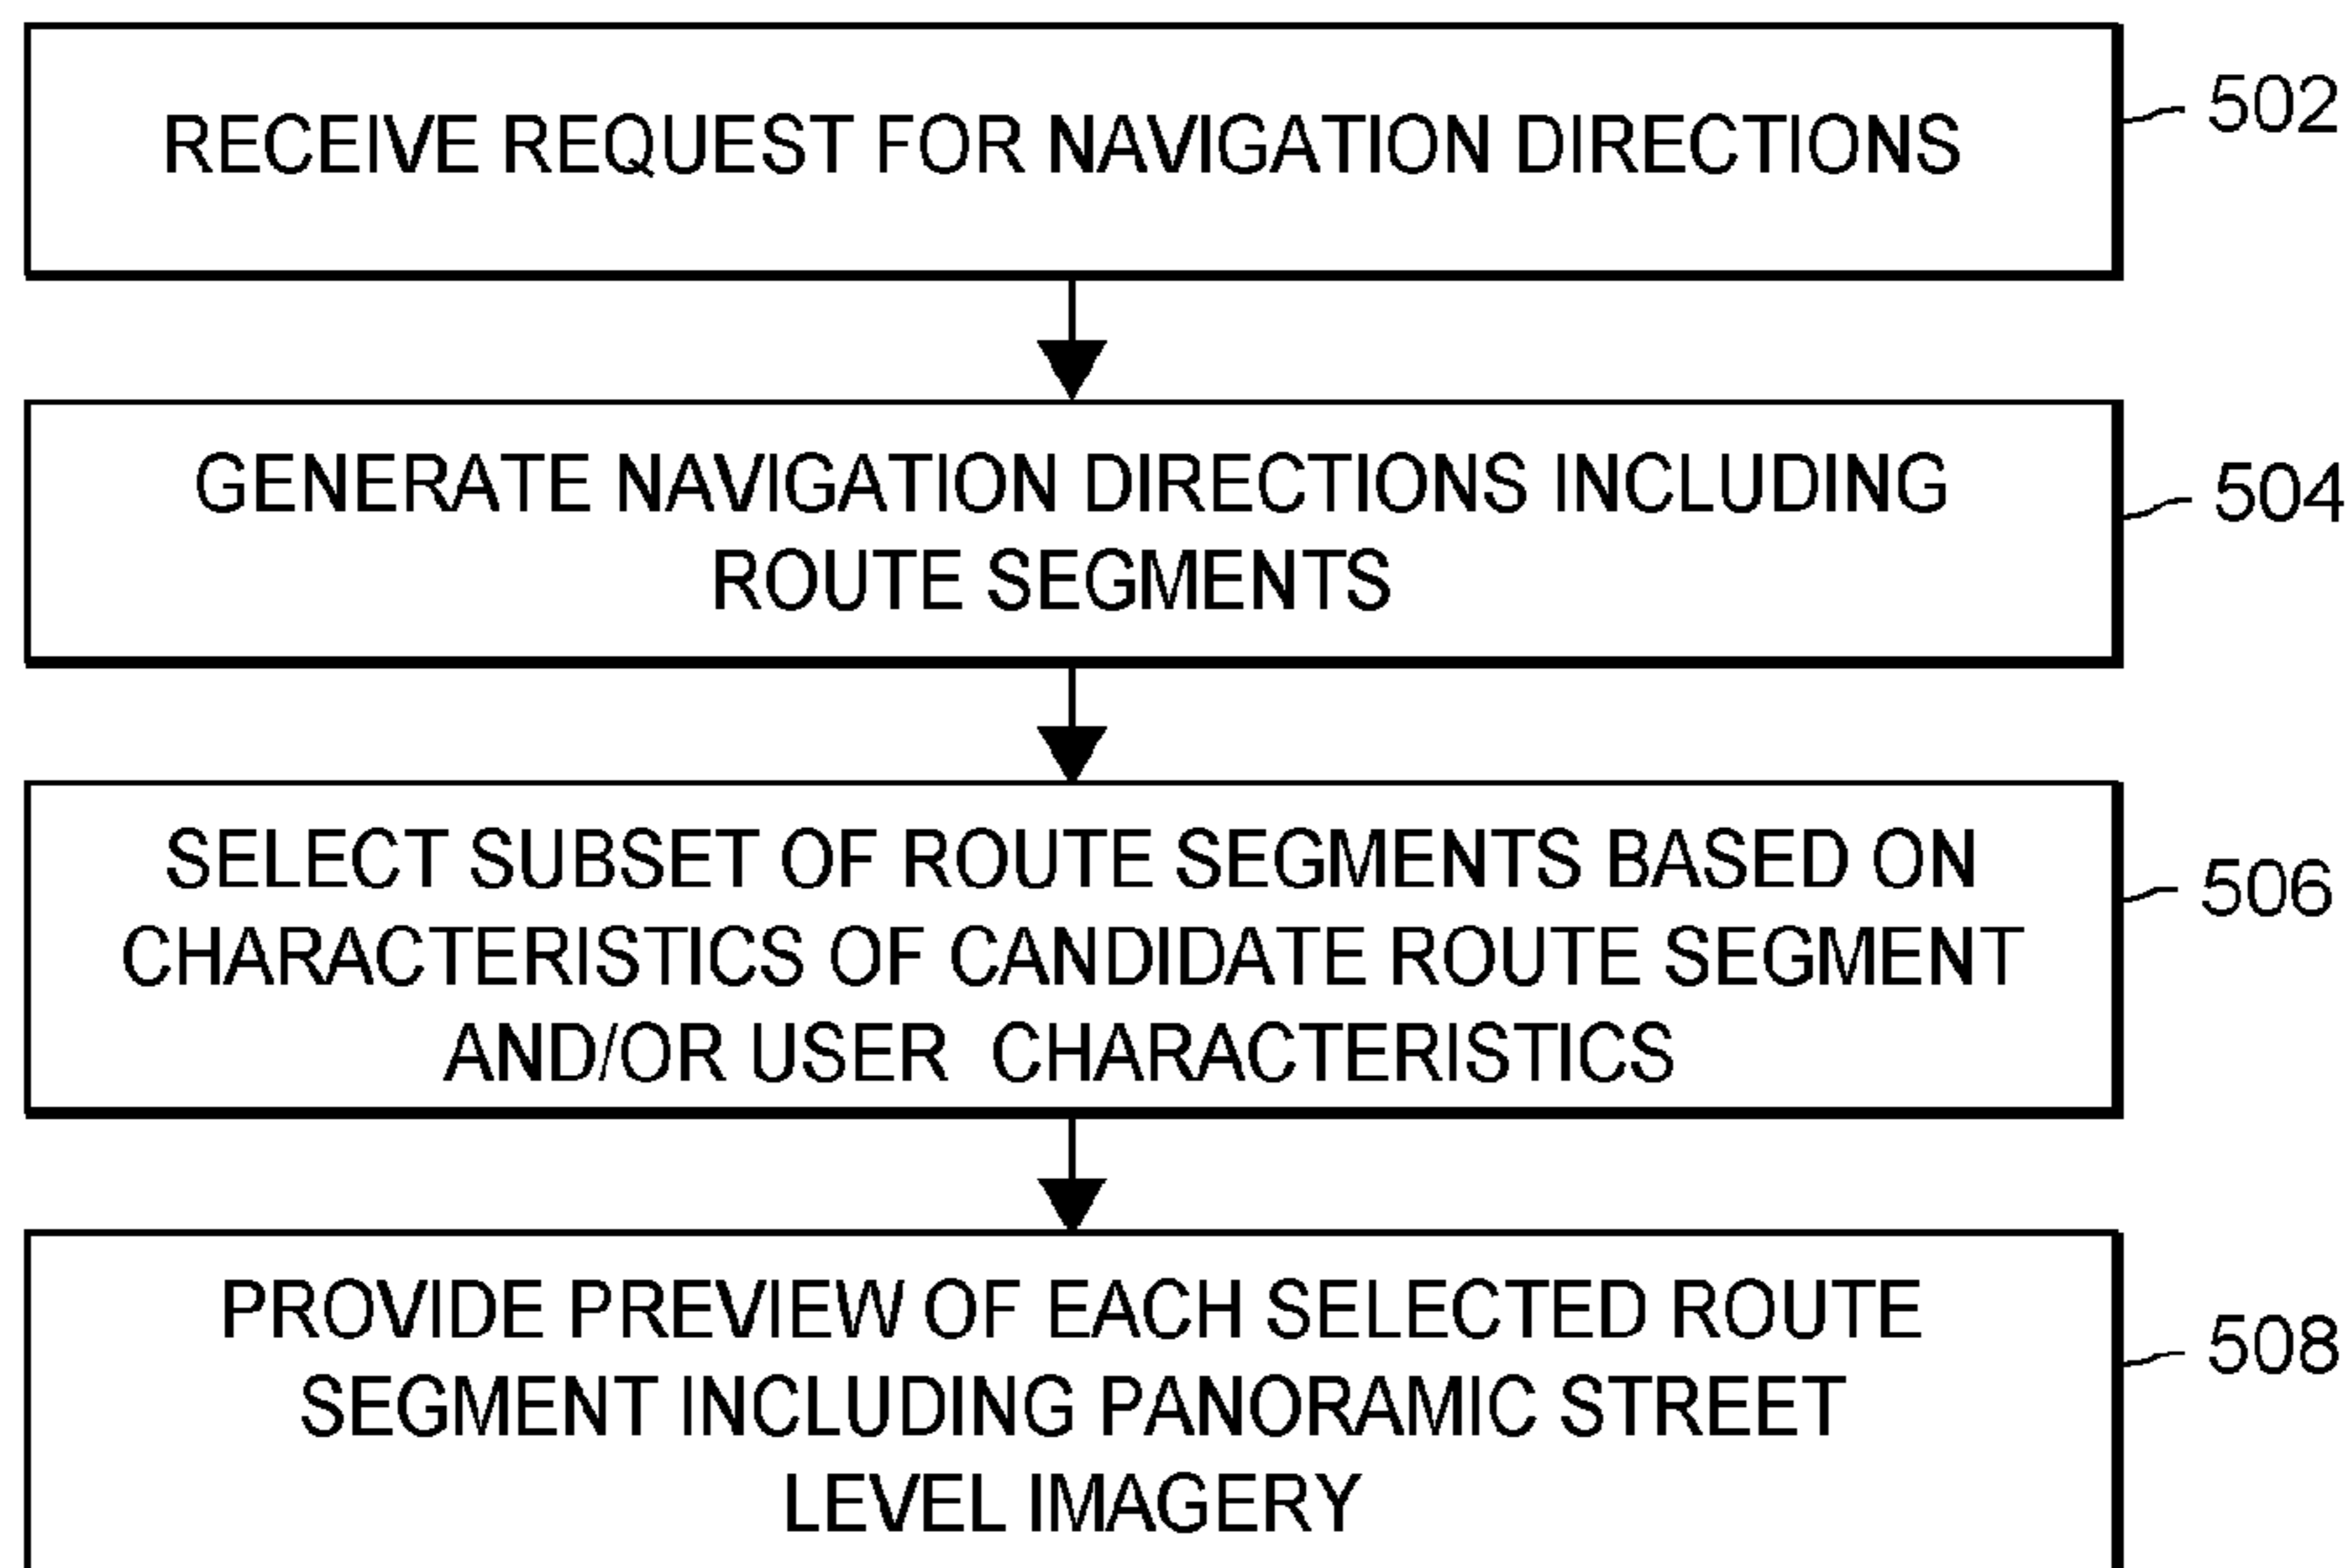 RECEIVE REQUEST FOR NAVIGATION DIRECTIONS
502
GENERATE NAVIGATION DIRECTIONS INCLUDING
ROUTE SEGMENTS
504
SELECT SUBSET OF ROUTE SEGMENTS BASED ON
CHARACTERISTICS OF CANDIDATE ROUTE SEGMENT
AND/OR USER CHARACTERISTICS
506
PROVIDE PREVIEW OF EACH SELECTED ROUTE
SEGMENT INCLUDING PANORAMIC STREET
LEVEL IMAGERY
508